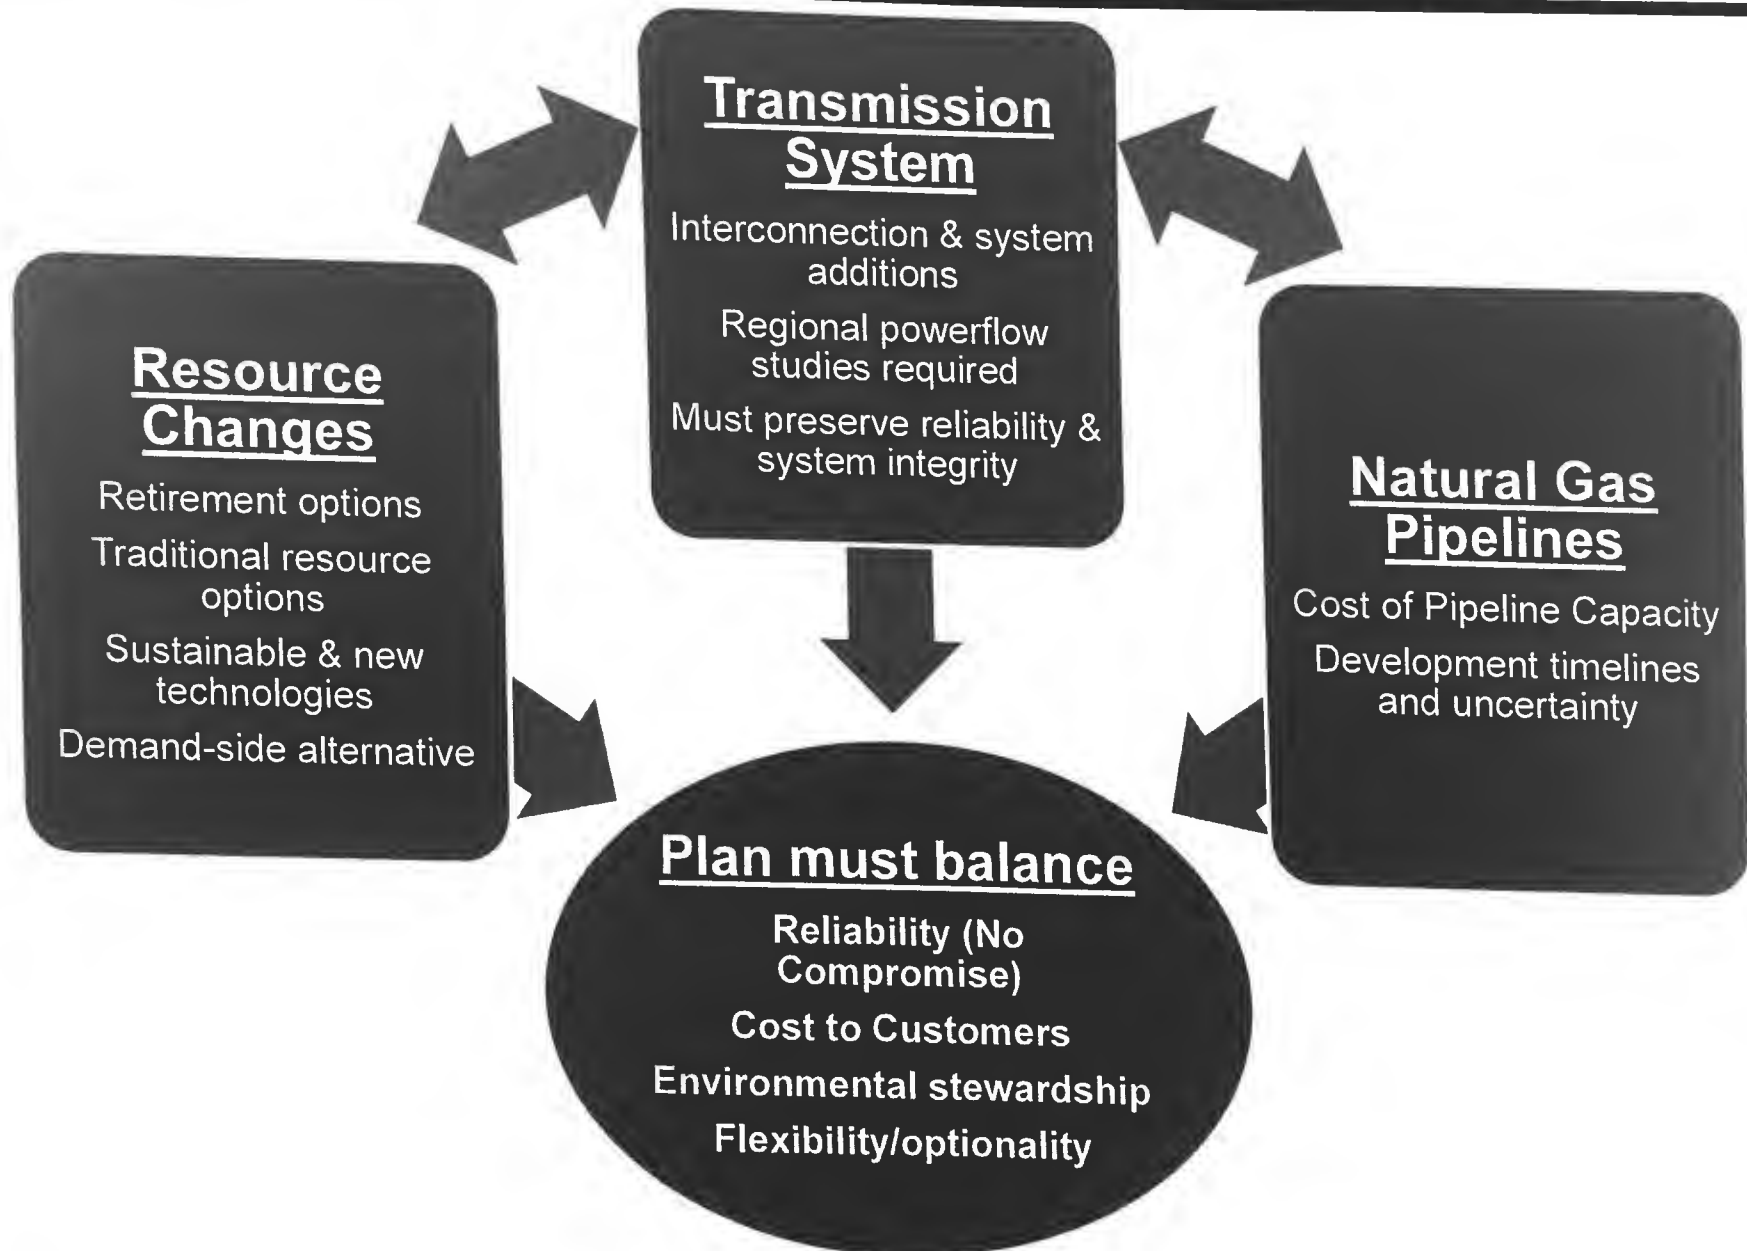 Transmission
System
Interconnection & system
additions
Regional powerflow
studies required
Must preserve reliability &
system integrity
Resource
Changes
Retirement options
Traditional resource
options
Sustainable & new
technologies
Demand-side alternative
Natural Gas
Pipelines
Cost of Pipeline Capacity
Development timelines
and uncertainty
Plan must balance
Reliability (No
Compromise)
Cost to Customers
Environmental stewardship
Flexibility/optionality